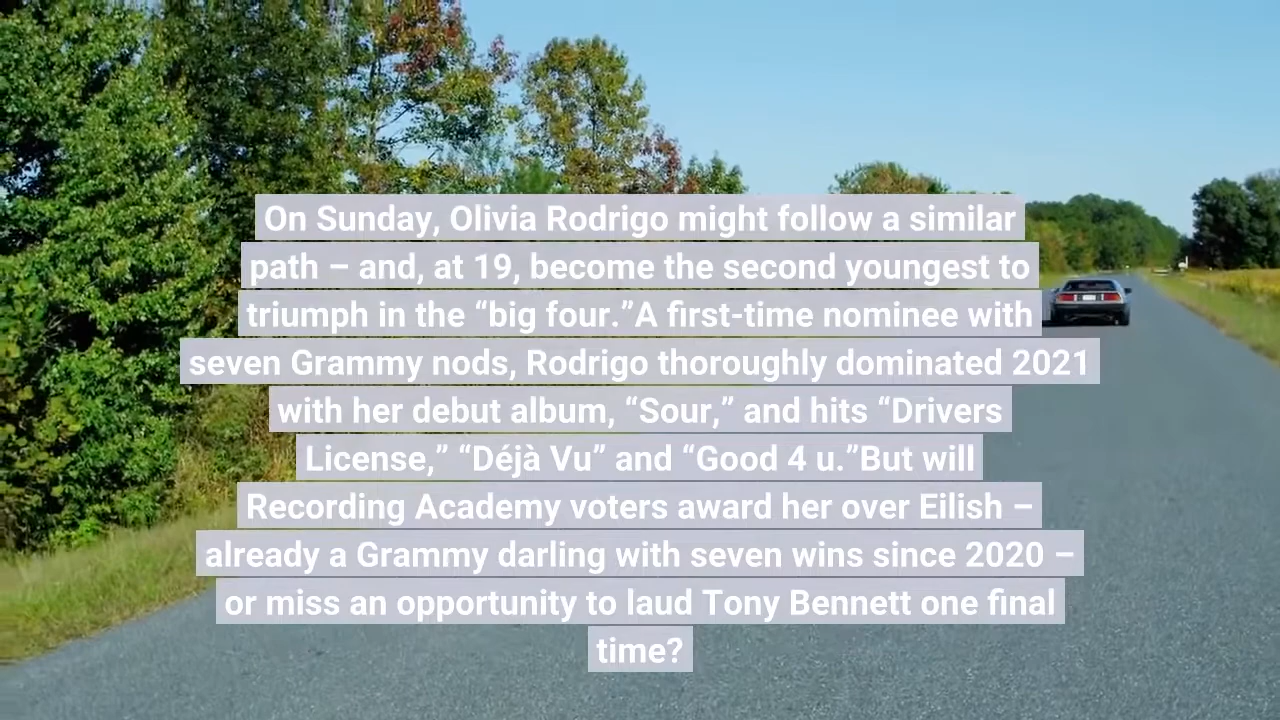 On Sunday, Olivia Rodrigo might follow a similar
path – and, at 19, become the second youngest to
triumph in the “big four.”A first-time nominee with
seven Grammy nods, Rodrigo thoroughly dominated 2021
with her debut album, “Sour,” and hits “Drivers
License,” “Déjà Vu” and “Good 4 u.”But will
Recording Academy voters award her over Eilish –
already a Grammy darling with seven wins since 2020 –
or miss an opportunity to laud Tony Bennett one final
time?